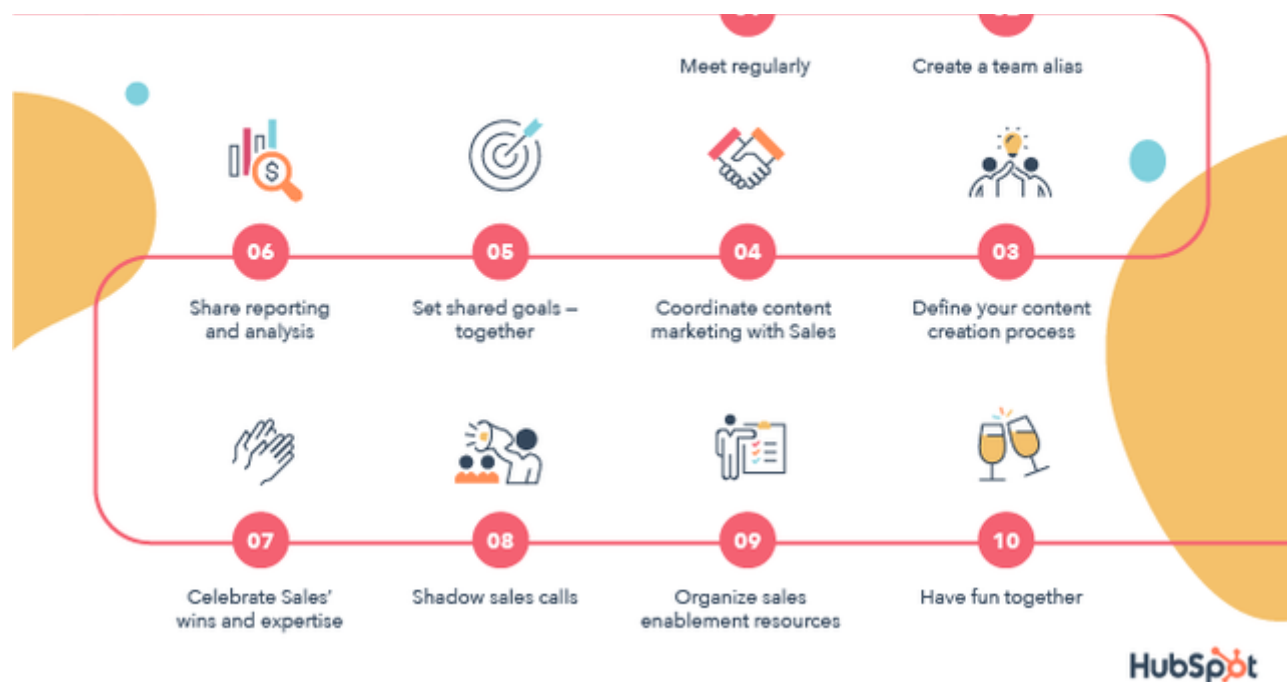 Meet regularly
Create a team alias
$
06
05
04
03
Share reporting
and analysis
Set shared goals –
together
Coordinate content
marketing with Sales
Define your content
creation process
07
08
09
10
Celebrate Sales'
wins and expertise
Shadow sales calls
Organize sales
enablement resources
Have fun together
HubSpot